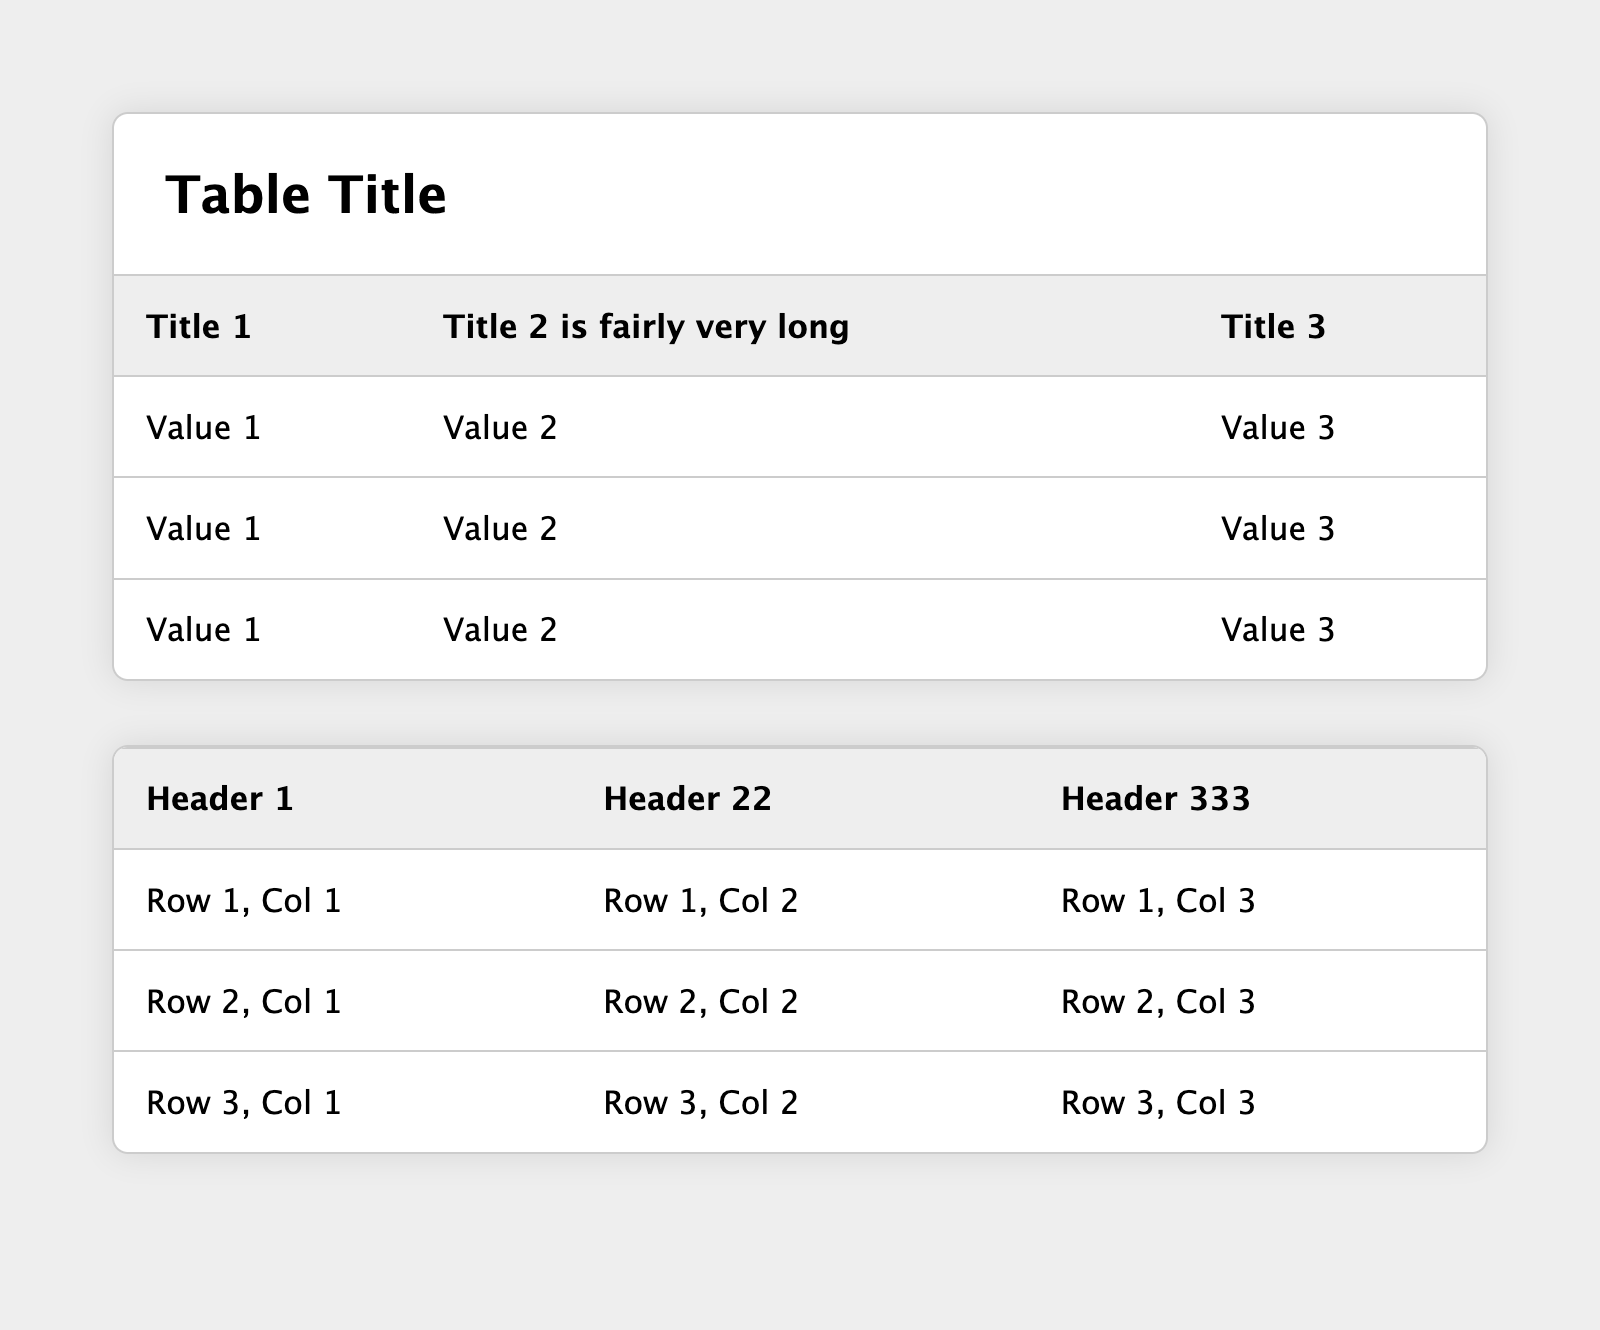 Table Title
Title 1 Title 2 is fairly very long Title 3
Value 1 Value 2 Value 3
Value 1 Value 2 Value 3
Value 1 Value 2 Value 3
Header 1 Header 22 Header 333
Row 1, Col 1 Row 1, Col 2 Row 1, Col 3
Row 2, Col 1 Row 2, Col 2 Row 2, Col 3
Row 3, Col 1 Row 3, Col 2 Row 3, Col 3